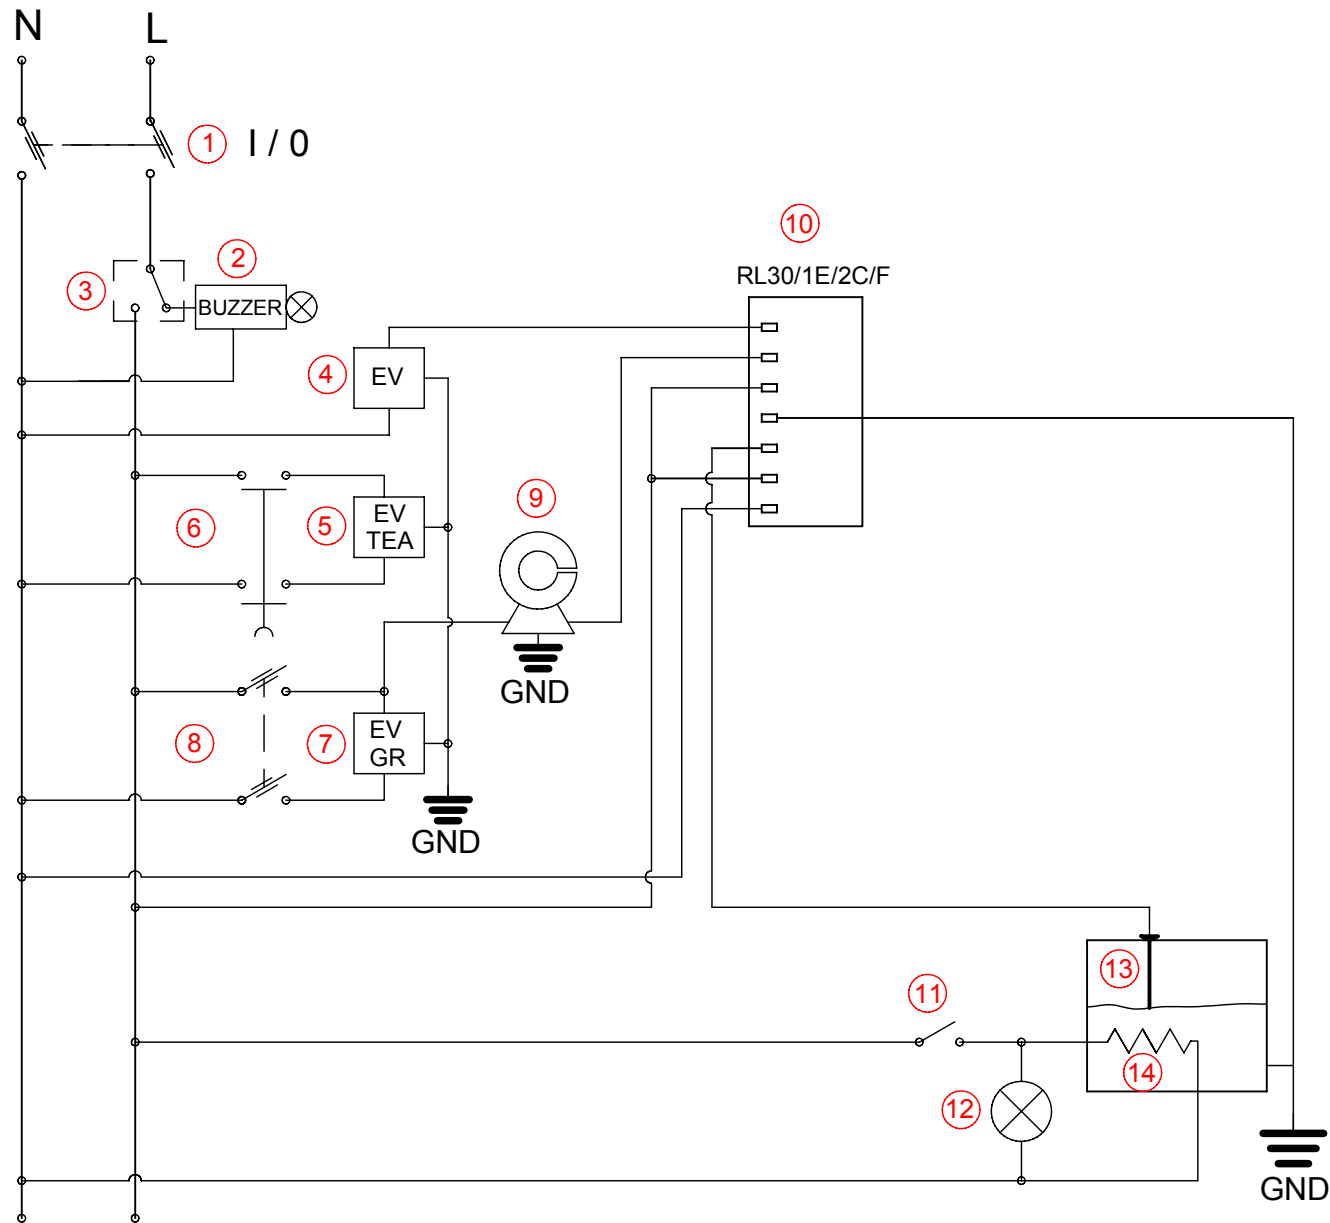 N L
1 I / 0
10
2
RL30/1E/2C/F
3
BUZZER
4 EV
9
6 5 EV
TEA
GND
8 7 EV
GR
GND
13
11
14
12
GND